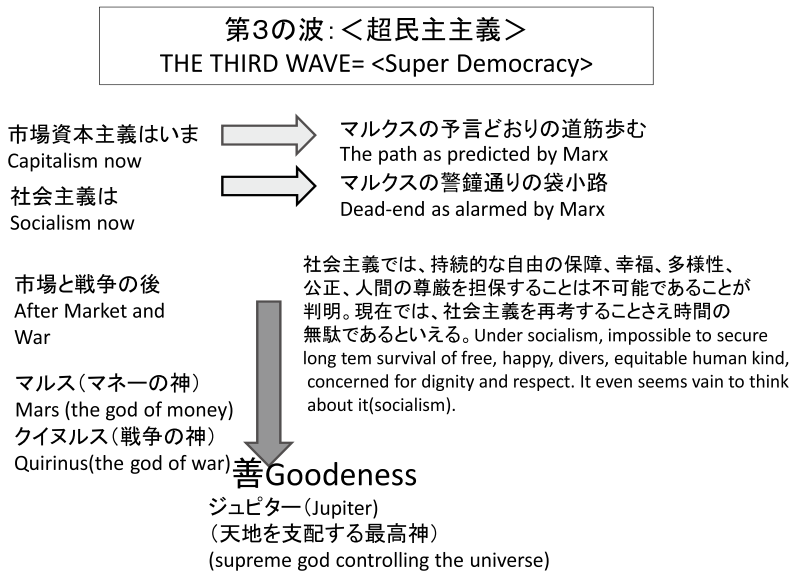 第3の波：＜超民主主義＞
THE THIRD WAVE= <Super Democracy>
市場資本主義はいま
Capitalism now
マルクスの予言どおりの道筋歩む
The path as predicted by Marx
社会主義は
Socialism now
マルクスの警鐘通りの袋小路
Dead-end as alarmed by Marx
市場と戦争の後
After Market and
War
社会主義では、持続的な自由の保障、幸福、多様性、
公正、人間の尊厳を担保することは不可能であることが
判明。現在では、社会主義を再考することさえ時間の
無駄であるといえる。Under socialism, impossible to secure
long tem survival of free, happy, divers, equitable human kind,
concerned for dignity and respect. It even seems vain to think
about it(socialism).
マルス（マネーの神）
Mars (the god of money)
クイヌルス（戦争の神）
Quirinus(the god of war)
善Goodeness
ジュピター（Jupiter)
（天地を支配する最高神）
(supreme god controlling the universe)